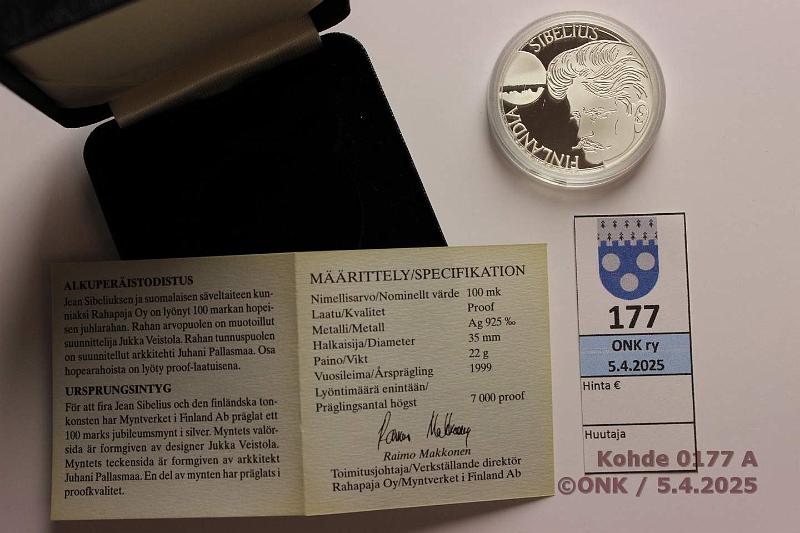 SIBELIUS
FINLANDIA
ALKUPERÄISTODISTUS
Jean Sibeliuksen ja suomalaisen säveltaiteen kun-
niaksi Rahapaja Oy on lyönyt 100 markan hopei-
sen juhlarahan. Rahan arvopuolen on muotoillut
suunnittelija Jukka Veistola. Rahan tunnuspuolen
on suunnitellut arkkitehti Juhani Pallasmaa. Osa
hopearahoista on lyöty proof-laatuisena.
URSPRUNGSINTYG
För att fira Jean Sibelius och den finländska ton-
konsten har Myntverket i Finland Ab präglat ett
100 marks jubileumsmynt i silver. Myntets valör-
sida är formgiven av designer Jukka Veistola.
Myntets teckensida är formgiven av arkkitekt
Juhani Pallasmaa. En del av mynten har präglats i
proofkvalitet.
MÄÄRITTELY/SPECIFIKATION
Nimellisarvo/Nominellt värde 100 mk
Laatu/Kvalitet Proof
Metalli/Metall Ag 925 ‰
Halkaisija/Diameter 35 mm
Paino/Vikt 22 g
Vuosileima/Årsprägling 1999
Lyöntimäärä enintään/
Präglingsantal högst 7 000 proof
Raimo Makkonen
Raimo Makkonen
Toimitusjohtaja/Verkställande direktör
Rahapaja Oy/Myntverket i Finland Ab
177
ONK ry
5.4.2025
Hinta €
Huutaja
Kohde 0177 A
©ONK / 5.4.2025